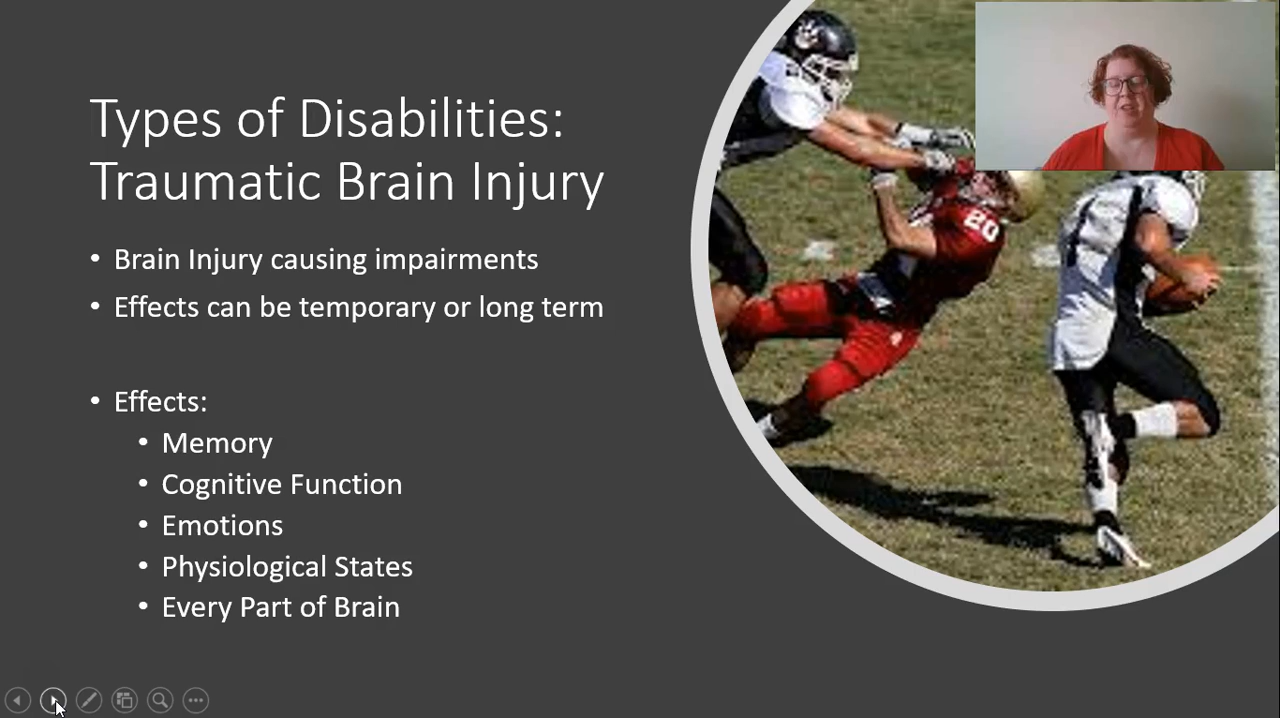 Types of Disabilities:
Traumatic Brain Injury
• Brain Injury causing impairments
• Effects can be temporary or long term
• Effects:
• Memory
• Cognitive Function
• Emotions
• Physiological States
• Every Part of Brain
20